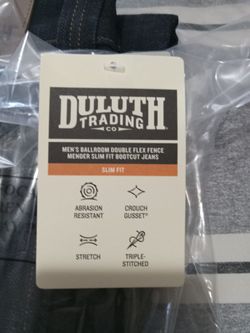 DULUTH
TRADING
CO
MEN'S BALLROOM DOUBLE FLEX FENCE
MENDER SLIM FIT BOOTCUT JEANS
SLIM FIT
ABRASION
RESISTANT
CROUCH
GUSSET®
STRETCH
TRIPLE-
STITCHED